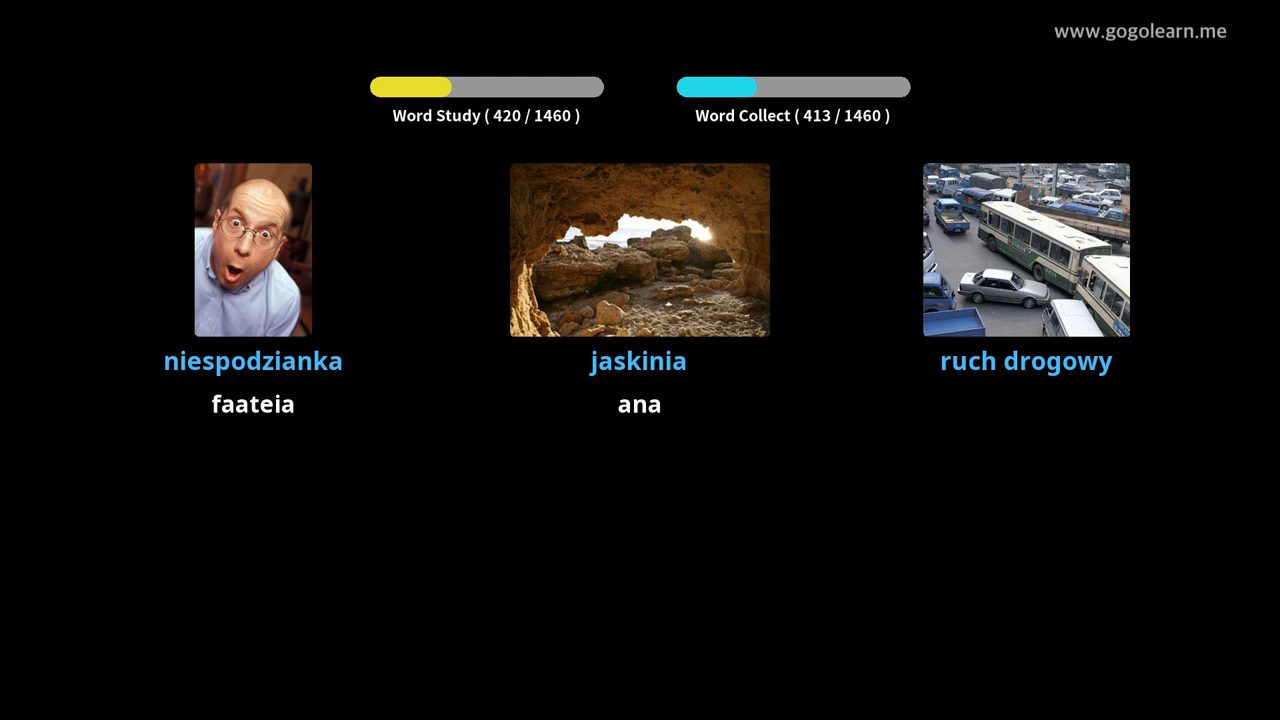 www.gogolearn.me
Word Study ( 420 / 1460 )
Word Collect ( 413 / 1460 )
niespodzianka
jaskinia
ruch drogowy
faateia
ana